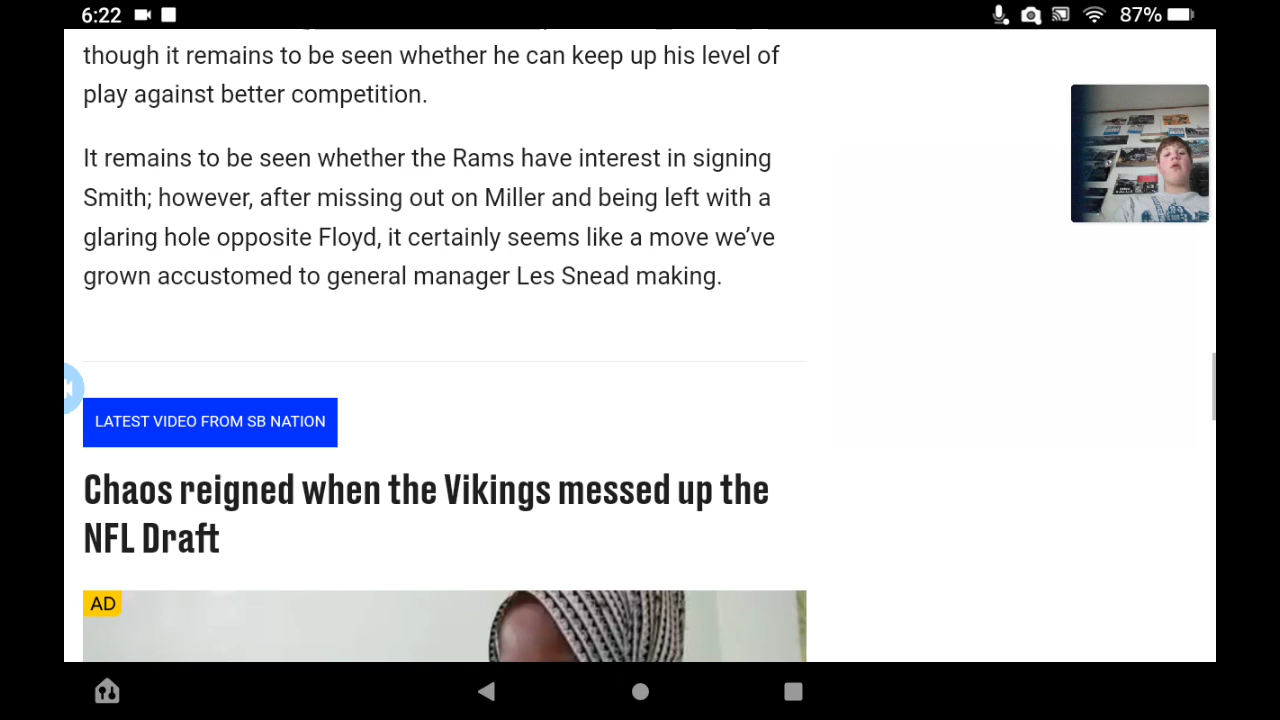 6:22
87%
though it remains to be seen whether he can keep up his level of
play against better competition.
It remains to be seen whether the Rams have interest in signing
Smith; however, after missing out on Miller and being left with a
glaring hole opposite Floyd, it certainly seems like a move we’ve
grown accustomed to general manager Les Snead making.
LATEST VIDEO FROM SB NATION
Chaos reigned when the Vikings messed up the
NFL Draft
AD